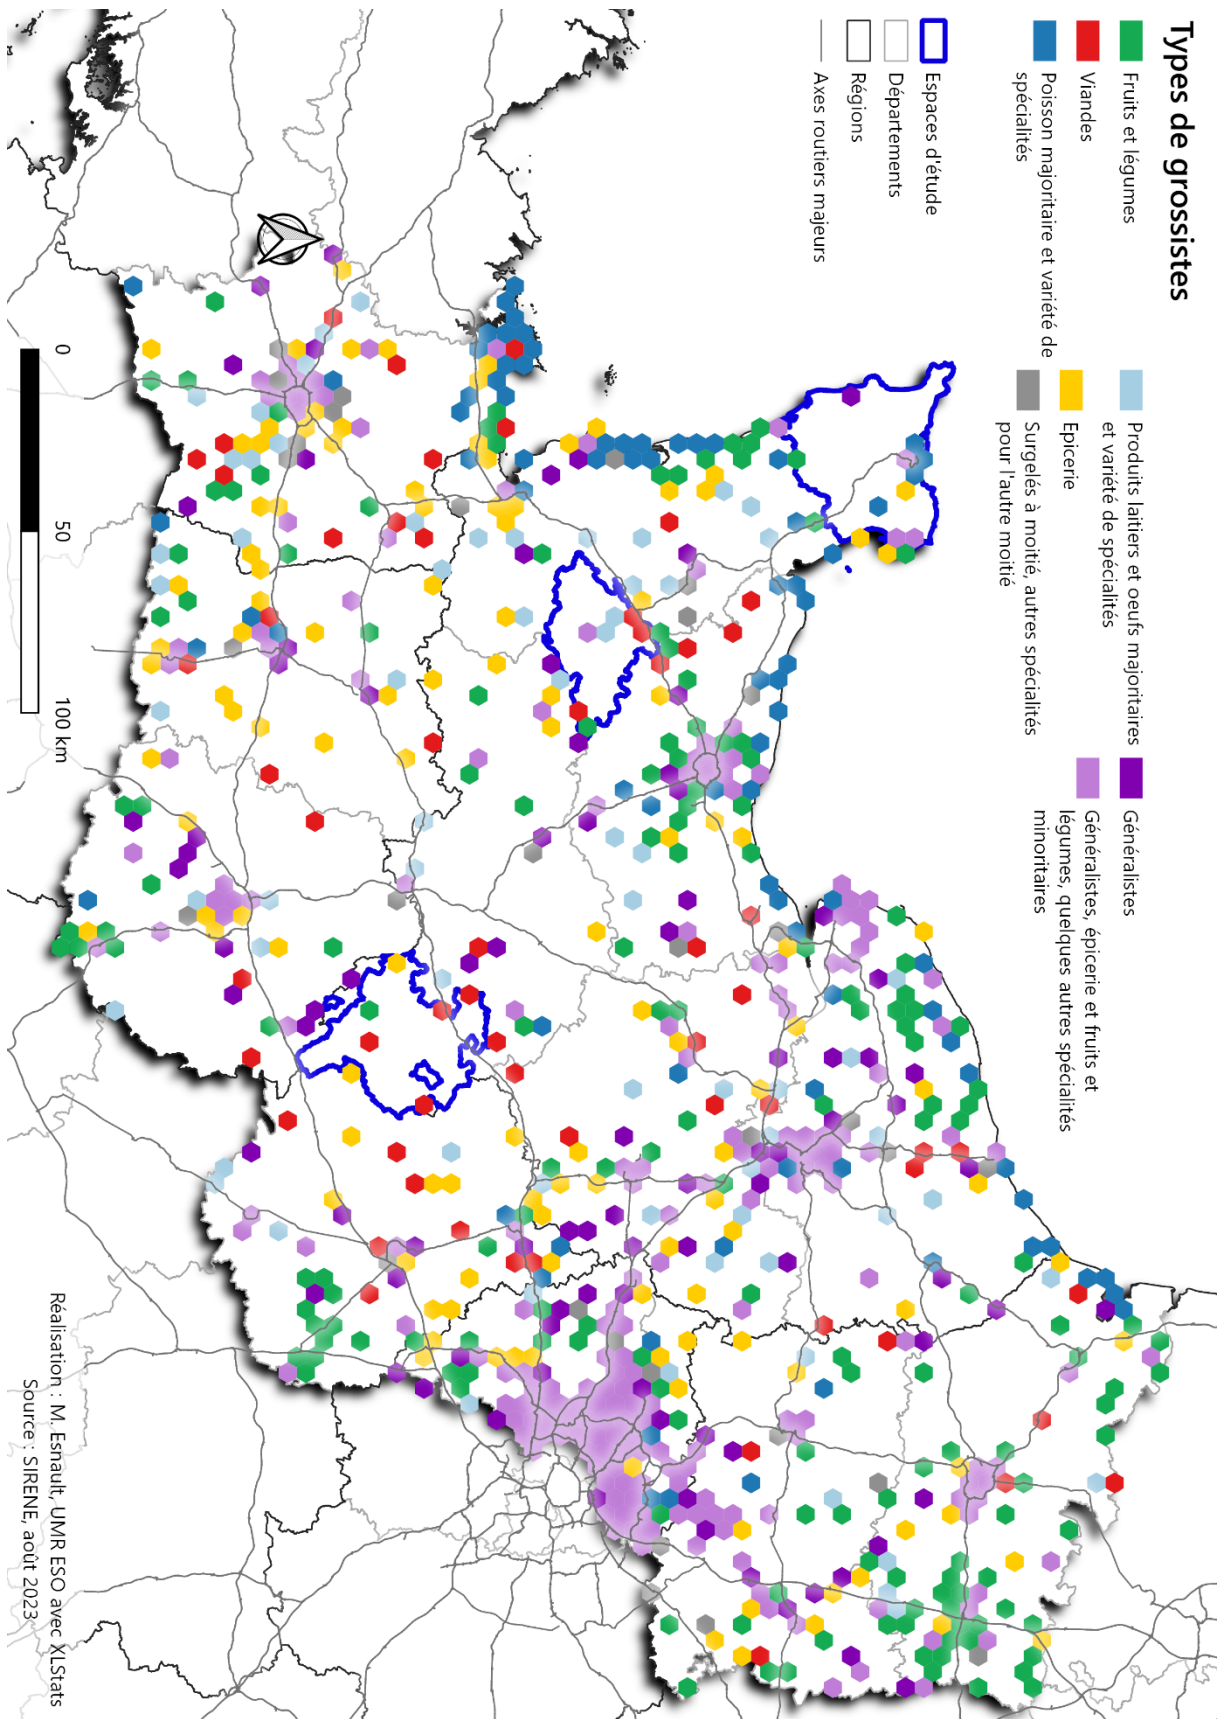 Types de grossistes
Fruits et légumes
Viandes
Poisson majoritaire et variété de
spécialités
Produits laitiers et oeufs majoritaires
et variété de spécialités
Epicerie
Surgelés à moitié, autres spécialités
pour l'autre moitié
Généralistes
Généralistes, épicerie et fruits et
légumes, quelques autres spécialités
minoritaires
Espaces d'étude
Départements
Régions
Axes routiers majeurs
0
50
100 km
Réalisation : M. Esnault, UMR ESO avec XLStats
Source : SIRENE, août 2023